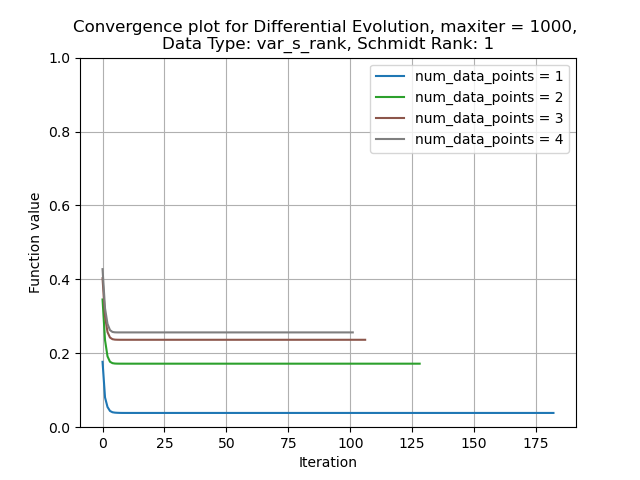 Convergence plot for Differential Evolution, maxiter = 1000,
Data Type: var_s_rank, Schmidt Rank: 1
num_data_points = 1
num_data_points = 2
num_data_points = 3
num_data_points = 4
Function value
1.0
0.8
0.6
0.4
0.2
0.0
0 25 50 75 100 125 150 175
Iteration